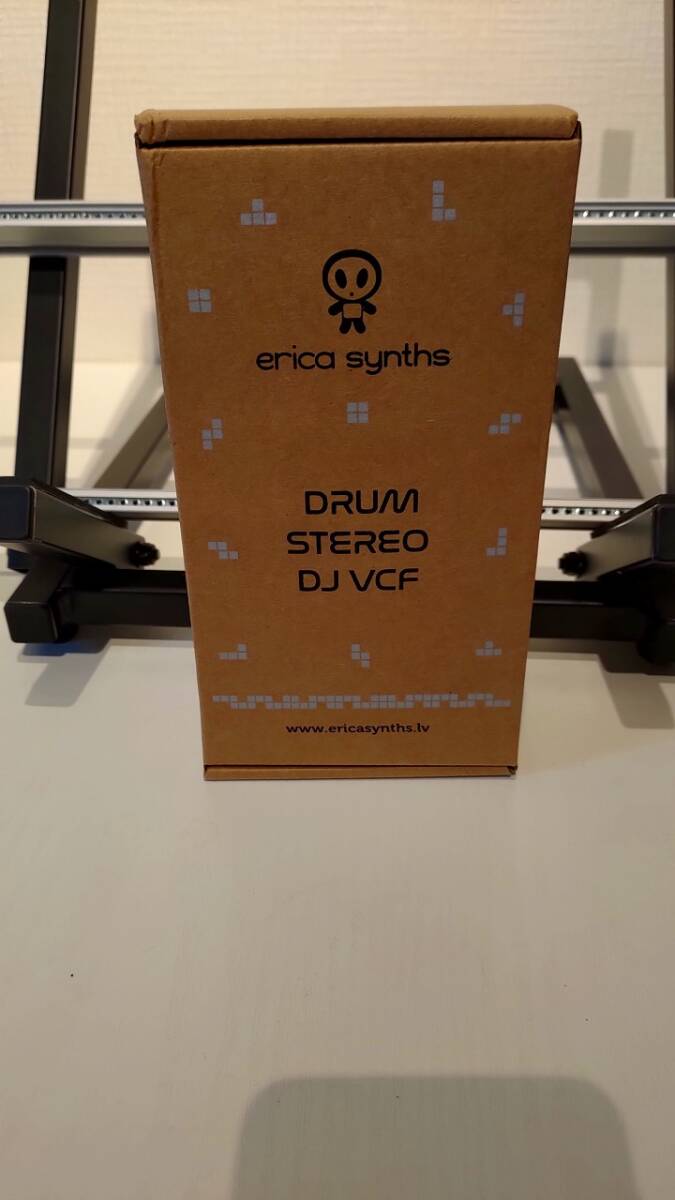 erica synths
DRUM
STEREO
DJ VCF
www.ericasynths.lv